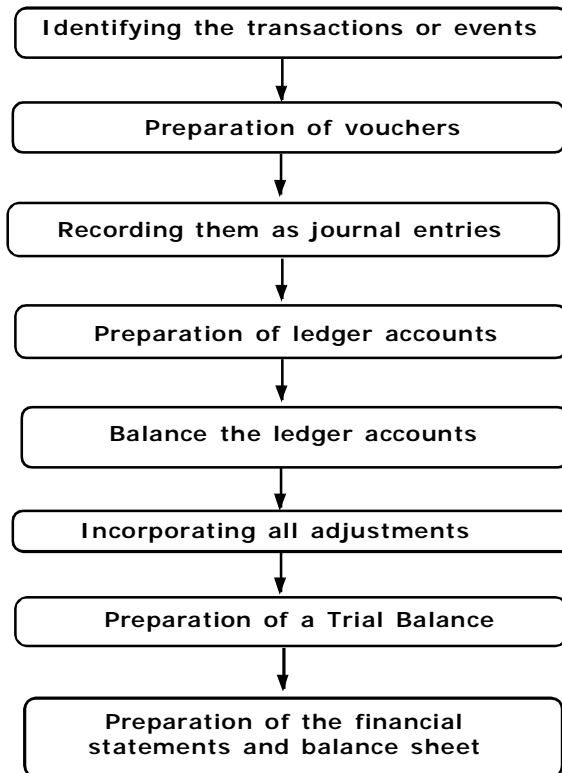 Identifying the transactions or events
Preparation of vouchers
Recording them as journal entries
Preparation of ledger accounts
Balance the ledger accounts
Incorporating all adjustments
Preparation of a Trial Balance
Preparation of the financial
statements and balance sheet